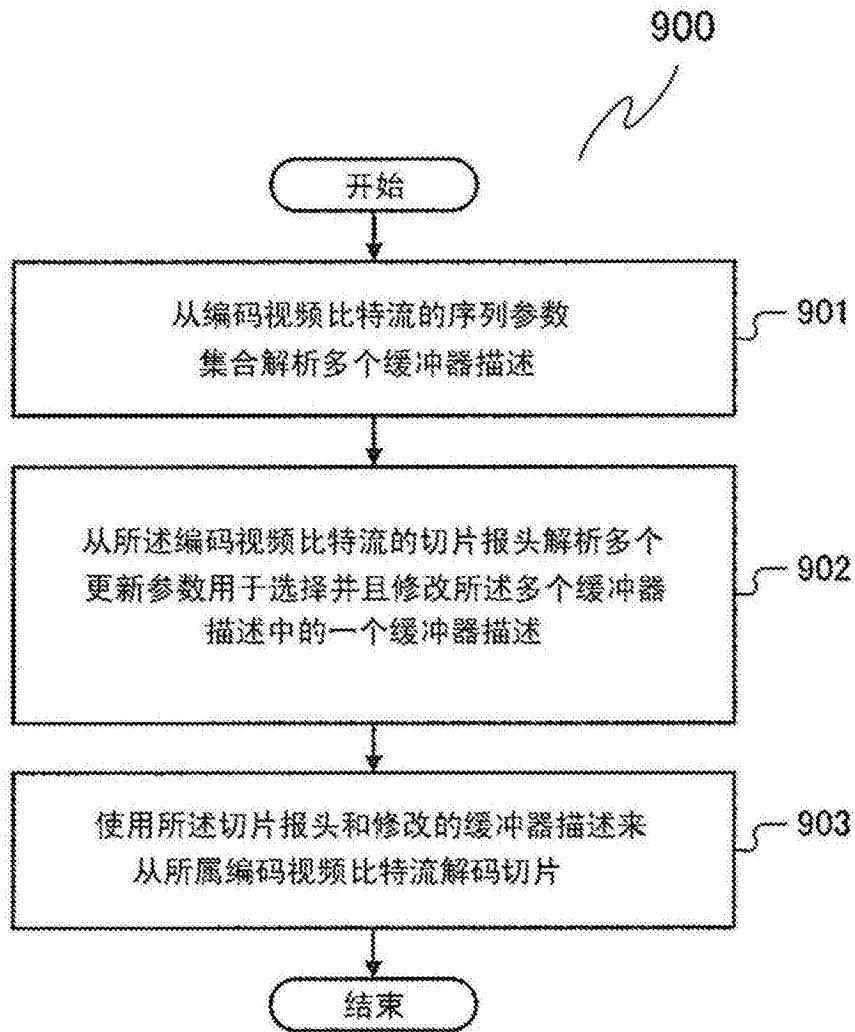 900
开始
从编码视频比特流的序列参数
集合解析多个缓冲器描述
901
从所述编码视频比特流的切片报头解析多个
更新参数用于选择并且修改所述多个缓冲器
描述中的一个缓冲器描述
902
使用所述切片报头和修改的缓冲器描述来
从所属编码视频比特流解码切片
903
结束